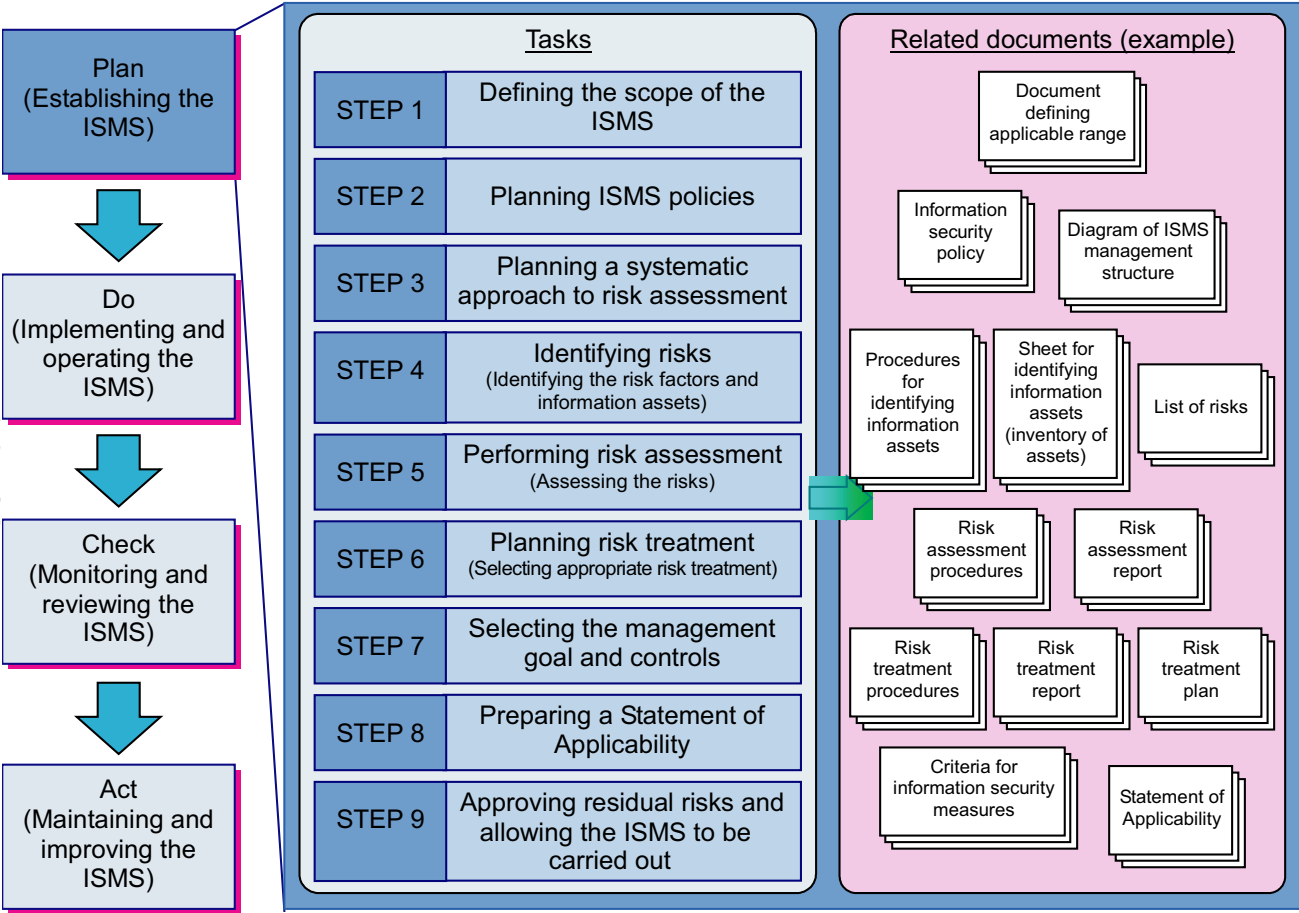 Plan
(Establishing the
ISMS)
Do
(Implementing and
operating the
ISMS)
Check
(Monitoring and
reviewing the
ISMS)
Act
(Maintaining and
improving the
ISMS)
Tasks
STEP 1
Defining the scope of the
ISMS
STEP 2
Planning ISMS policies
STEP 3
Planning a systematic
approach to risk assessment
STEP 4
Identifying risks
(Identifying the risk factors and
information assets)
STEP 5
Performing risk assessment
(Assessing the risks)
STEP 6
Planning risk treatment
(Selecting appropriate risk treatment)
STEP 7
Selecting the management
goal and controls
STEP 8
Preparing a Statement of
Applicability
STEP 9
Approving residual risks and
allowing the ISMS to be
carried out
Related documents (example)
Document
defining
applicable range
Information
security
policy
Diagram of ISMS
management
structure
Procedures
for
identifying
information
assets
Sheet for
identifying
information
assets
(inventory of
assets)
List of risks
Risk
assessment
procedures
Risk
assessment
report
Risk
treatment
procedures
Risk
treatment
report
Risk
treatment
plan
Criteria for
information security
measures
Statement of
Applicability